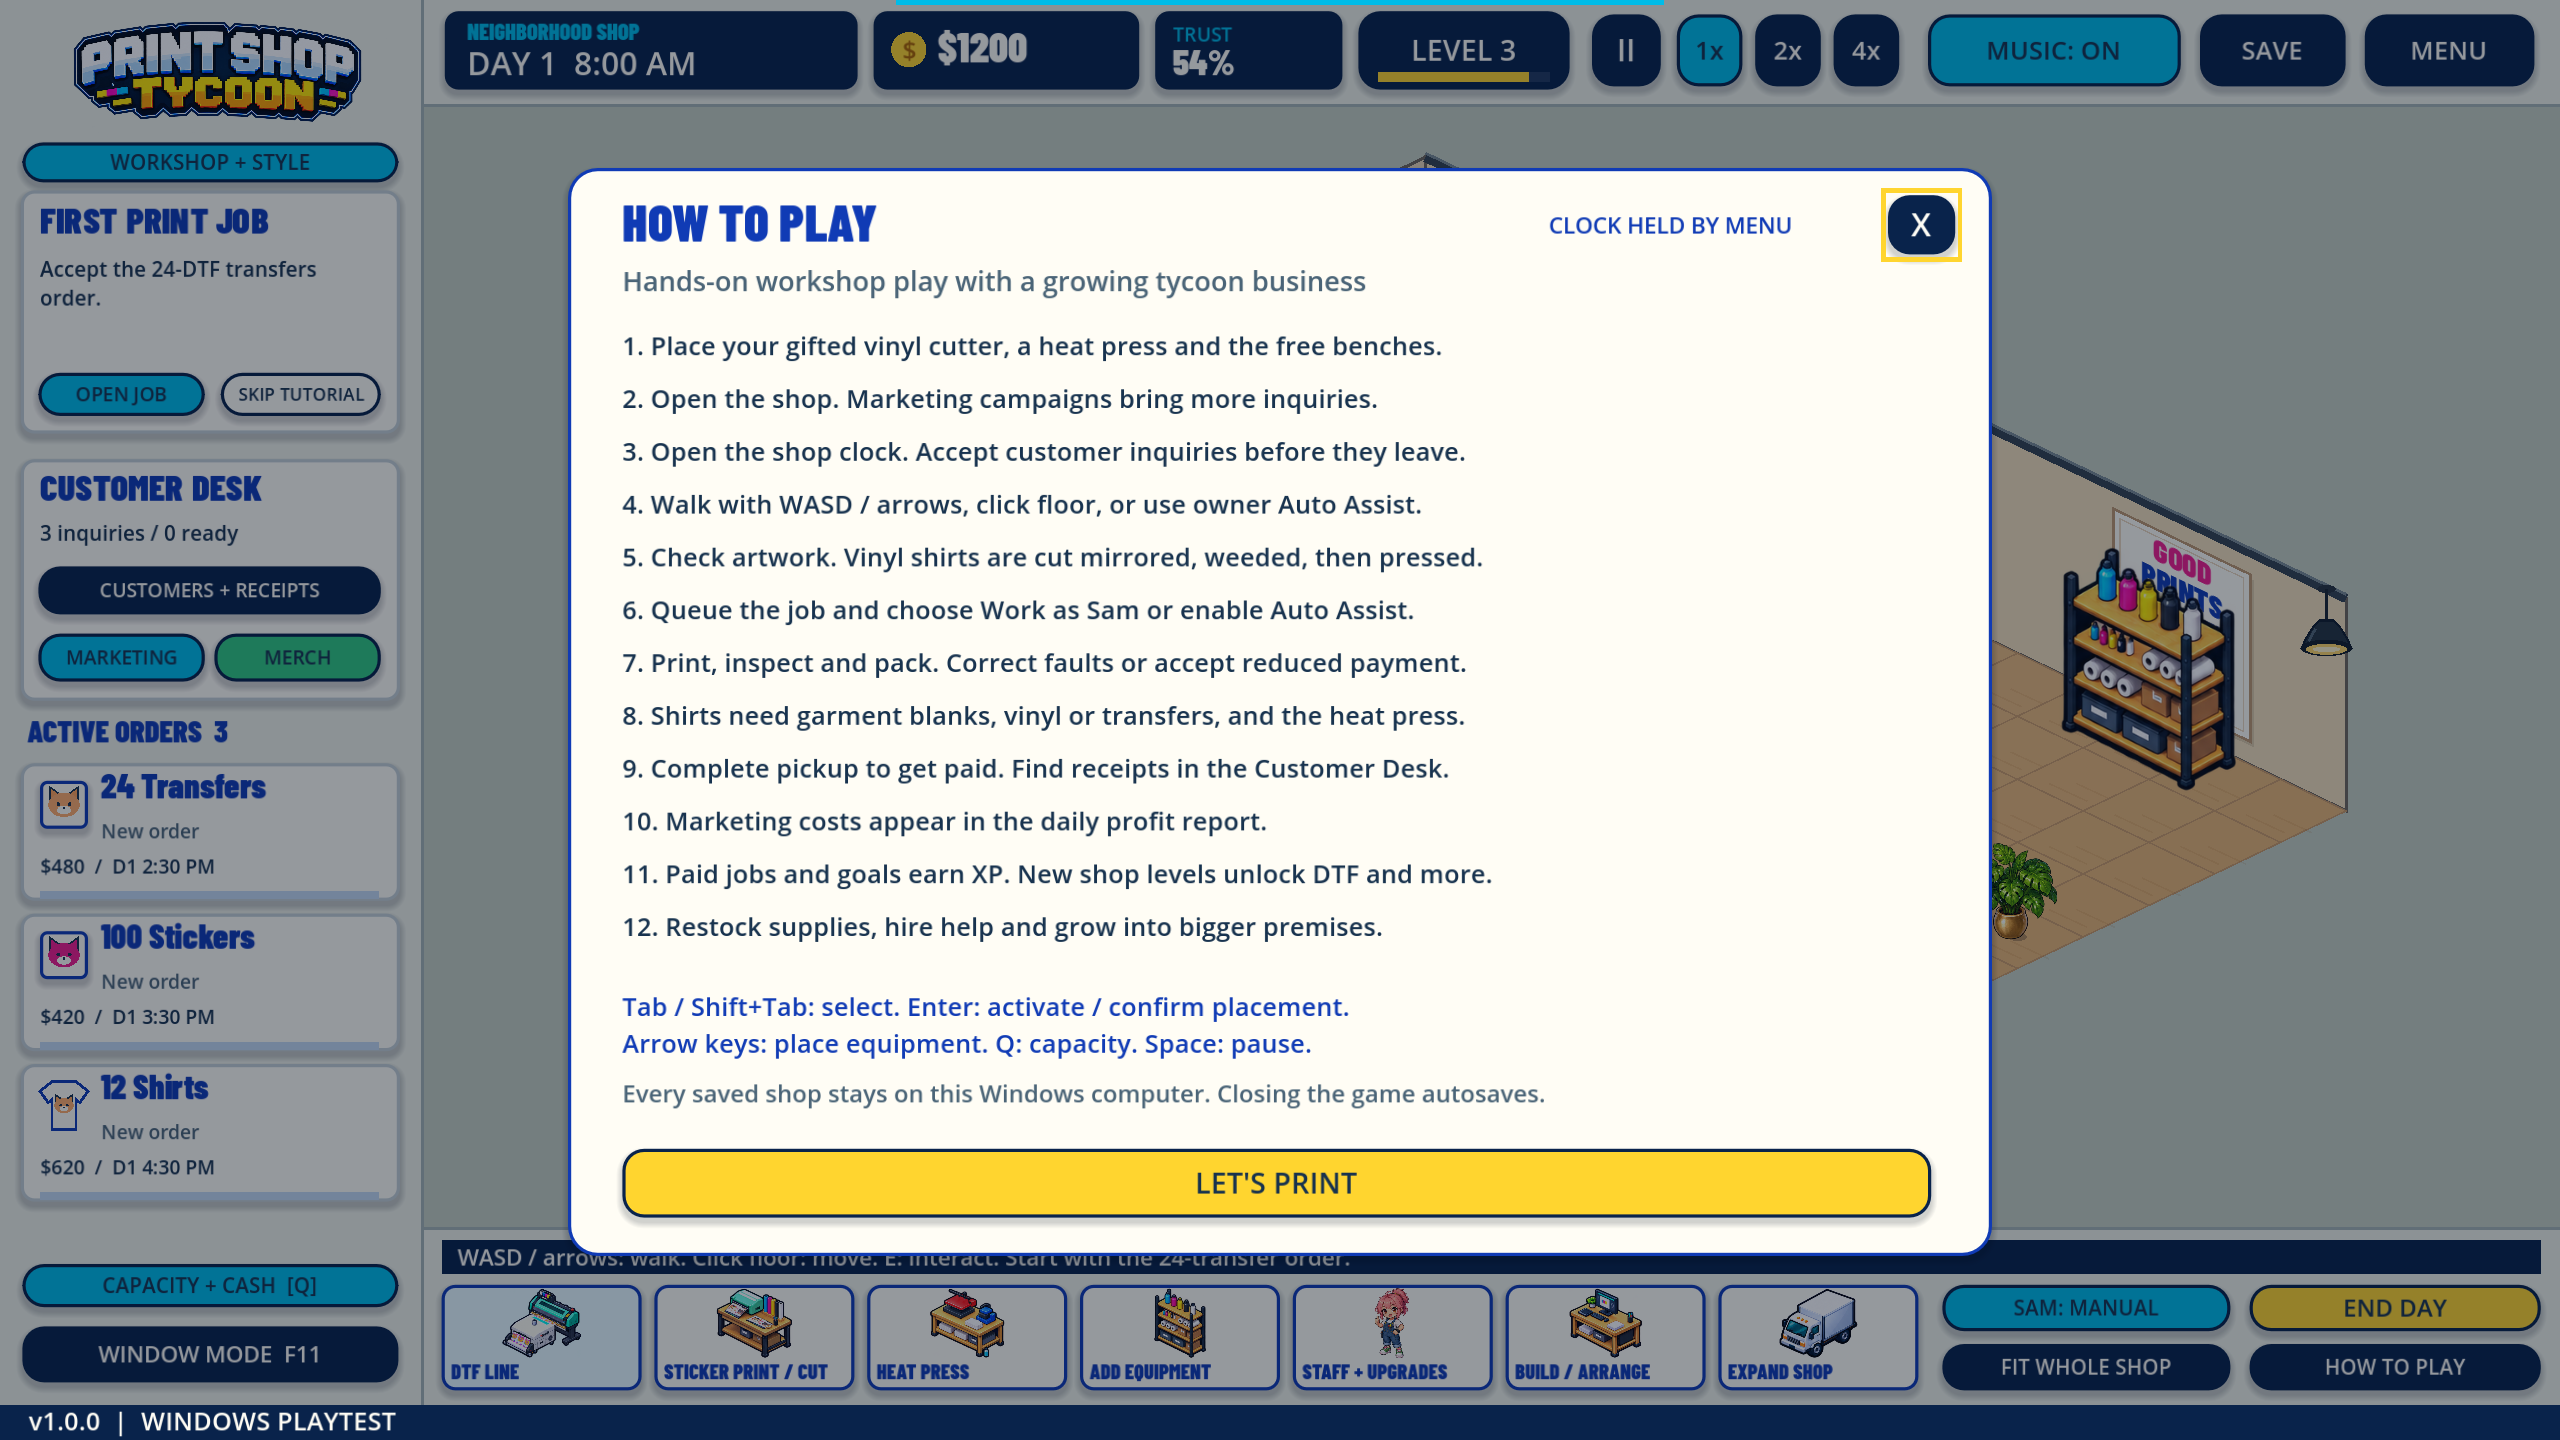 PRINT SHOP
TYCOON
NEIGHBORHOOD SHOP
DAY 1 8:00 AM
$1200
TRUST
54%
LEVEL 3
1x
2x
4x
MUSIC: ON
SAVE
MENU
WORKSHOP + STYLE
FIRST PRINT JOB
Accept the 24-DTF transfers
order.
OPEN JOB
SKIP TUTORIAL
CUSTOMER DESK
3 inquiries / 0 ready
CUSTOMERS + RECEIPTS
MARKETING
MERCH
ACTIVE ORDERS 3
24 Transfers
New order
$480 / D1 2:30 PM
100 Stickers
New order
$420 / D1 3:30 PM
12 Shirts
New order
$620 / D1 4:30 PM
CAPACITY + CASH [Q]
WINDOW MODE F11
HOW TO PLAY
CLOCK HELD BY MENU
X
Hands-on workshop play with a growing tycoon business
1. Place your gifted vinyl cutter, a heat press and the free benches.
2. Open the shop. Marketing campaigns bring more inquiries.
3. Open the shop clock. Accept customer inquiries before they leave.
4. Walk with WASD / arrows, click floor, or use owner Auto Assist.
5. Check artwork. Vinyl shirts are cut mirrored, weeded, then pressed.
6. Queue the job and choose Work as Sam or enable Auto Assist.
7. Print, inspect and pack. Correct faults or accept reduced payment.
8. Shirts need garment blanks, vinyl or transfers, and the heat press.
9. Complete pickup to get paid. Find receipts in the Customer Desk.
10. Marketing costs appear in the daily profit report.
11. Paid jobs and goals earn XP. New shop levels unlock DTF and more.
12. Restock supplies, hire help and grow into bigger premises.
Tab / Shift+Tab: select. Enter: activate / confirm placement.
Arrow keys: place equipment. Q: capacity. Space: pause.
Every saved shop stays on this Windows computer. Closing the game autosaves.
LET'S PRINT
GOOD
PRINTS
WASD / arrows: walk. Click floor: move. E: interact. Start with the 24-transfer order.
DTF LINE
STICKER PRINT / CUT
HEAT PRESS
ADD EQUIPMENT
STAFF + UPGRADES
BUILD / ARRANGE
EXPAND SHOP
SAM: MANUAL
END DAY
FIT WHOLE SHOP
HOW TO PLAY
v1.0.0 | WINDOWS PLAYTEST